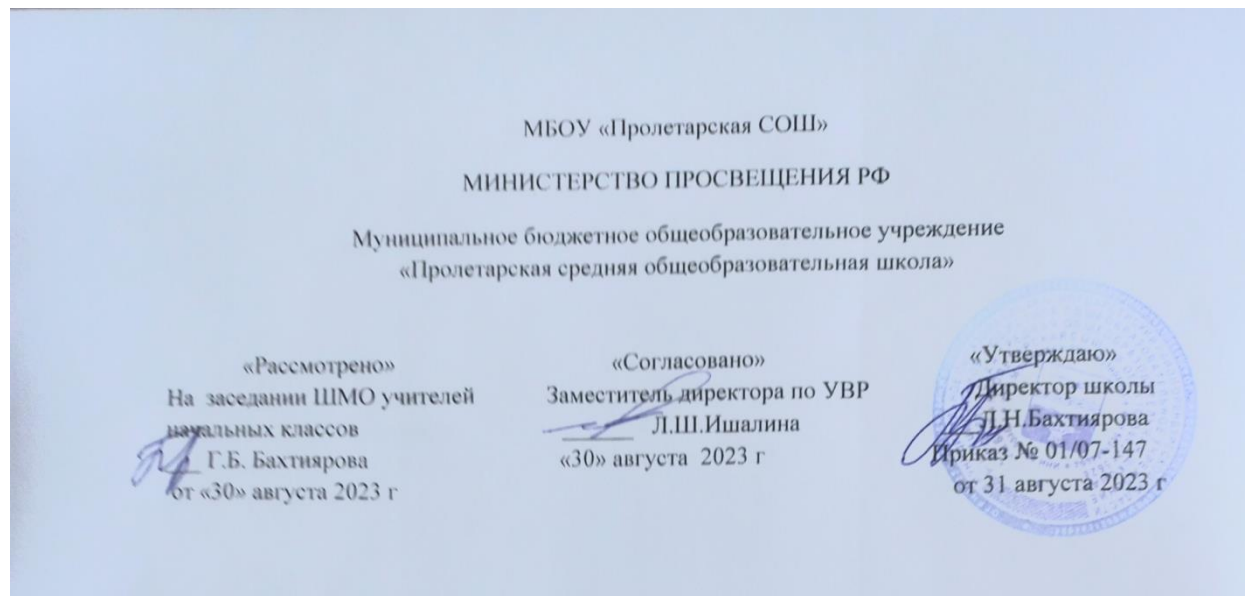 МБОУ «Пролетарская СОШ»
МИНИСТЕРСТВО ПРОСВЕЩЕНИЯ РФ
Муниципальное бюджетное общеобразовательное учреждение
«Пролетарская средняя общеобразовательная школа»
«Рассмотрено»
На заседании ШМО учителей
начальных классов
Г.Б. Бахтиярова
от «30» августа 2023 г
«Согласовано»
Заместитель директора по УВР
Л.Ш.Ишалина
«30» августа 2023 г
«Утверждаю»
Директор школы
Л.Н.Бахтиярова
Приказ № 01/07-147
от 31 августа 2023 г